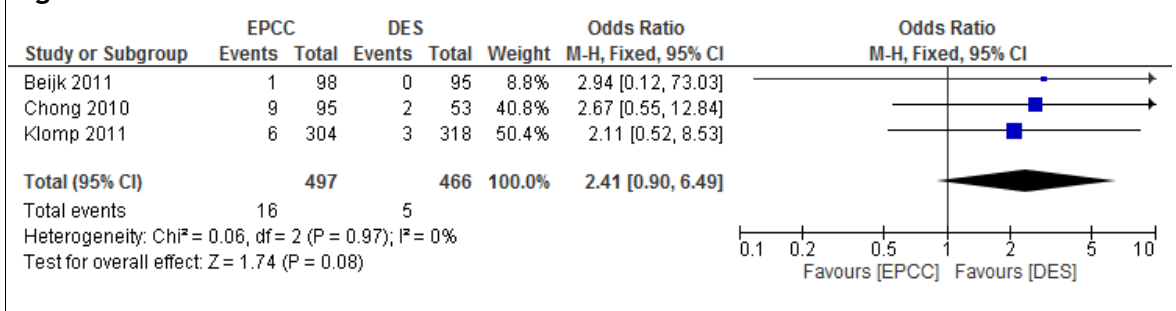 EPCC DES Odds Ratio Odds Ratio
Study or Subgroup Events Total Events Total Weight M-H, Fixed, 95% CI M-H, Fixed, 95% CI
Beijk 2011 1 98 0 95 8.8% 2.94 [0.12, 73.03]
Chong 2010 9 95 2 53 40.8% 2.67 [0.55, 12.84]
Klomp 2011 6 304 3 318 50.4% 2.11 [0.52, 8.53]
Total (95% CI) 497 466 100.0% 2.41 [0.90, 6.49]
Total events 16 5
Heterogeneity: Chi² = 0.06, df = 2 (P = 0.97); I² = 0%
Test for overall effect: Z = 1.74 (P = 0.08)
0.1 0.2 0.5 1 2 5 10
Favours [EPCC] Favours [DES]